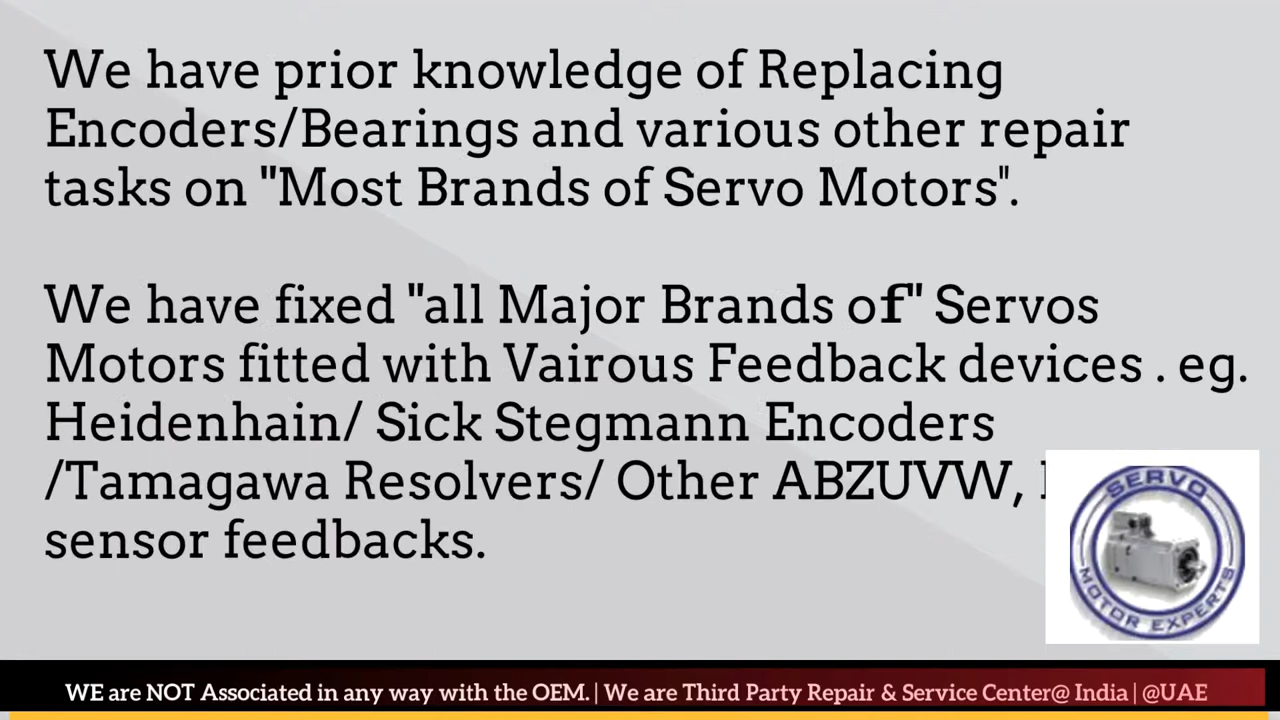 We have prior knowledge of Replacing
Encoders/Bearings and various other repair
tasks on "Most Brands of Servo Motors".
We have fixed "all Major Brands of" Servos
Motors fitted with Vairous Feedback devices . eg.
Heidenhain/ Sick Stegmann Encoders
/Tamagawa Resolvers/ Other ABZUVW,
sensor feedbacks.
SERVO
MOTOR EXPERTS
WE are NOT Associated in any way with the OEM. | We are Third Party Repair & Service Center@ India | @UAE